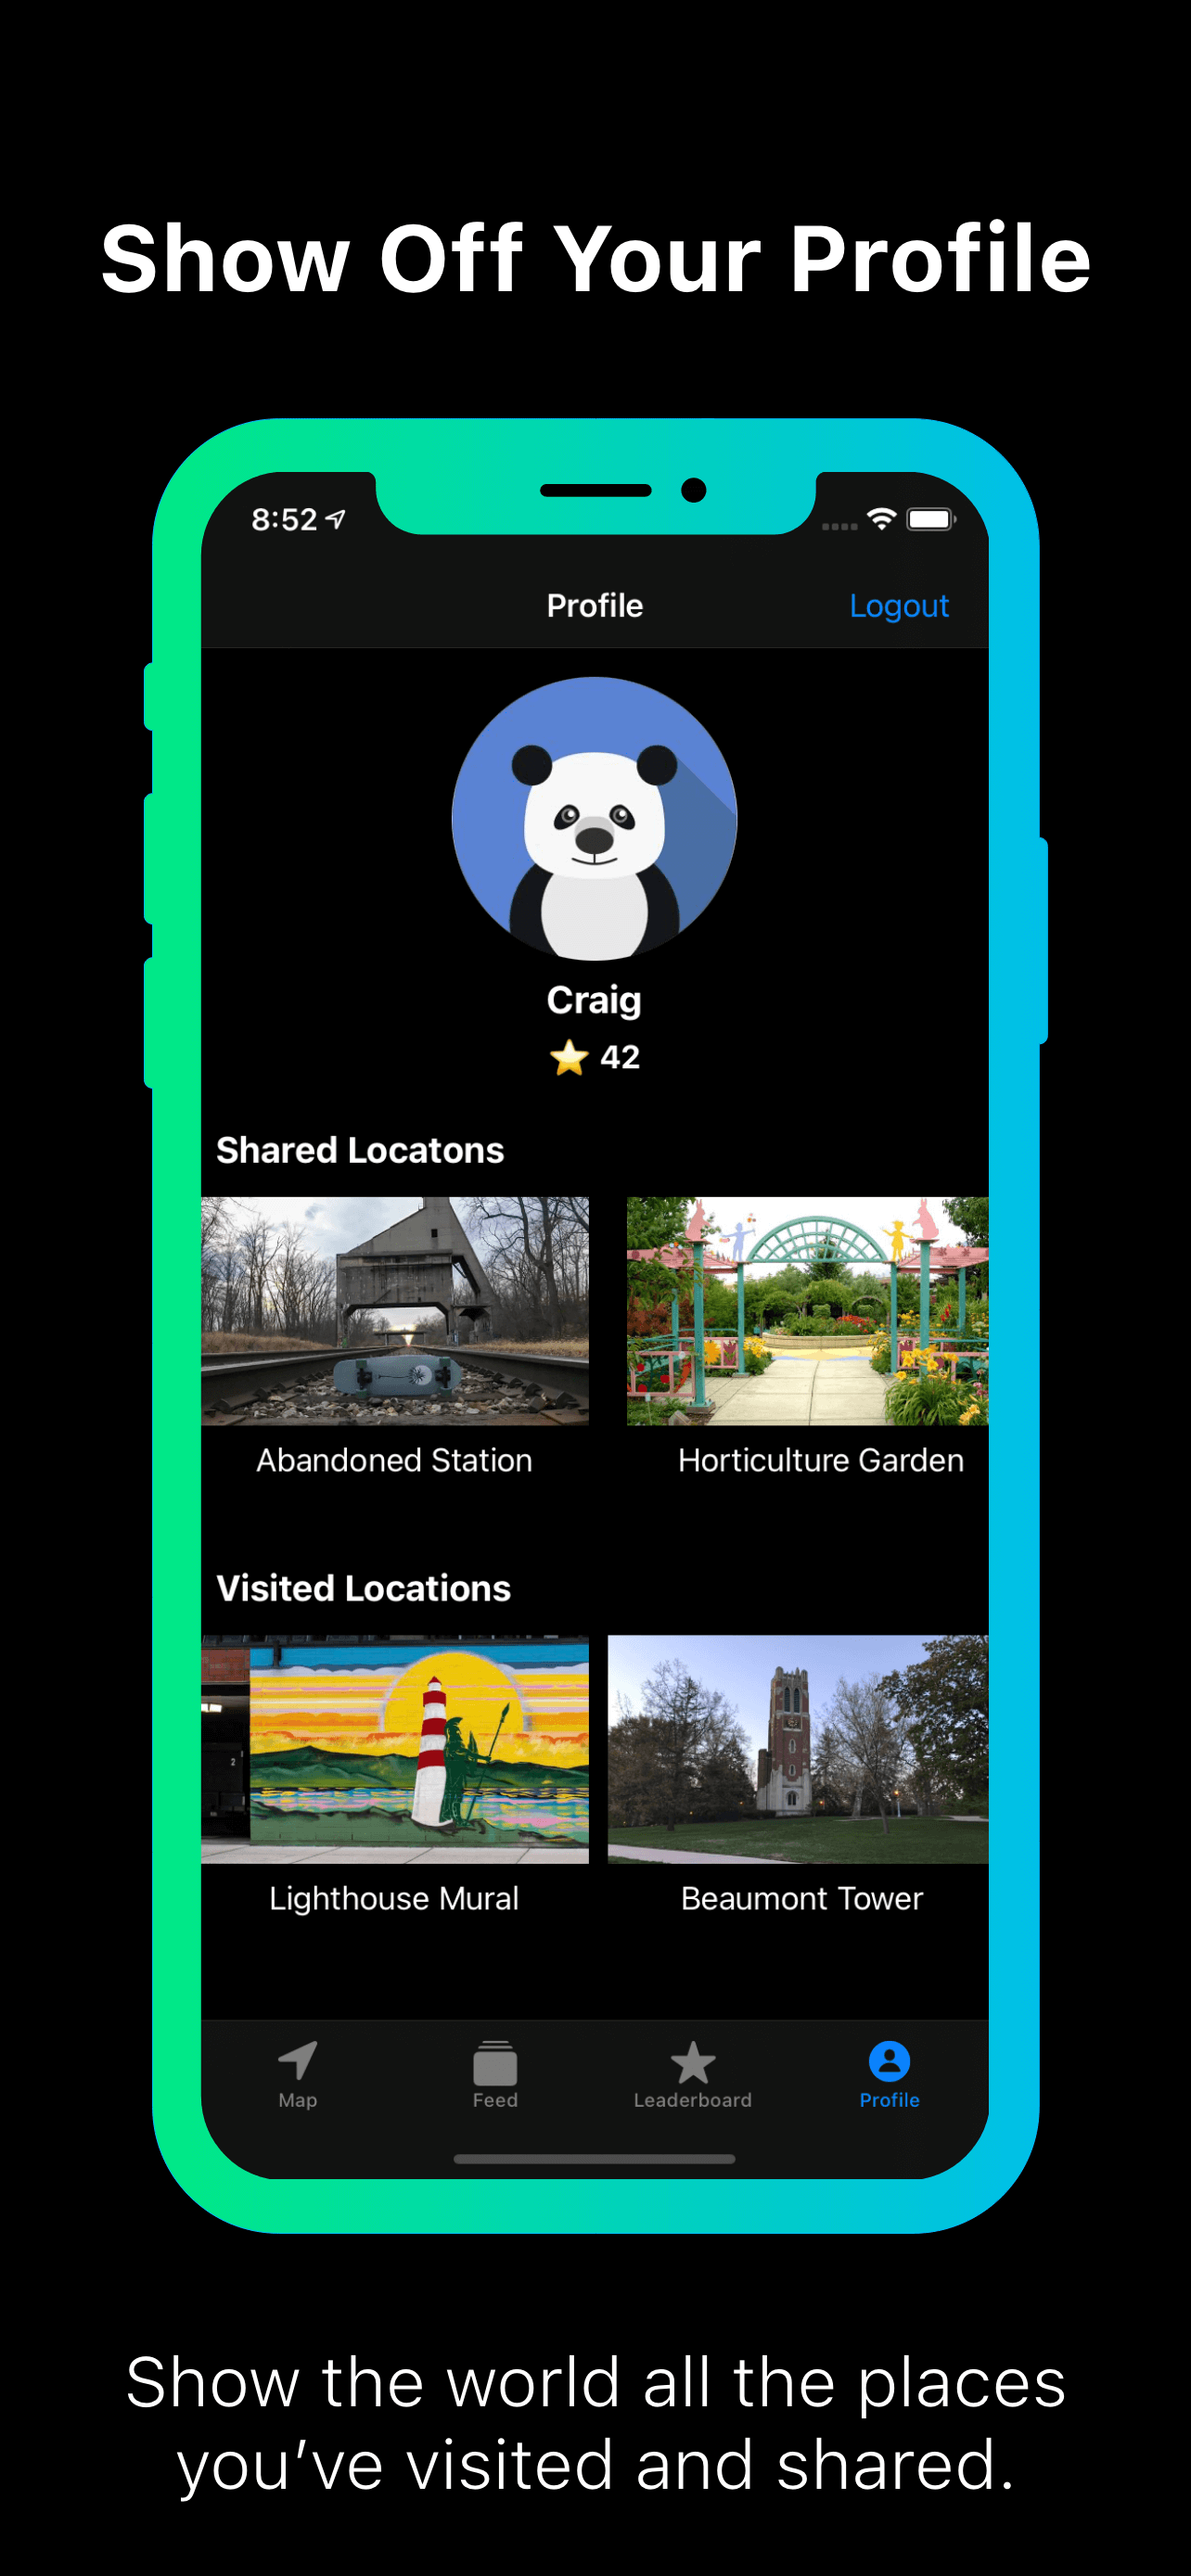 Show Off Your Profile
8:52
Profile
Logout
Craig
42
Shared Locatons
Abandoned Station
Horticulture Garden
Visited Locations
2
Lighthouse Mural
Beaumont Tower
Map
Feed
Leaderboard
Profile
Show the world all the places
you’ve visited and shared.